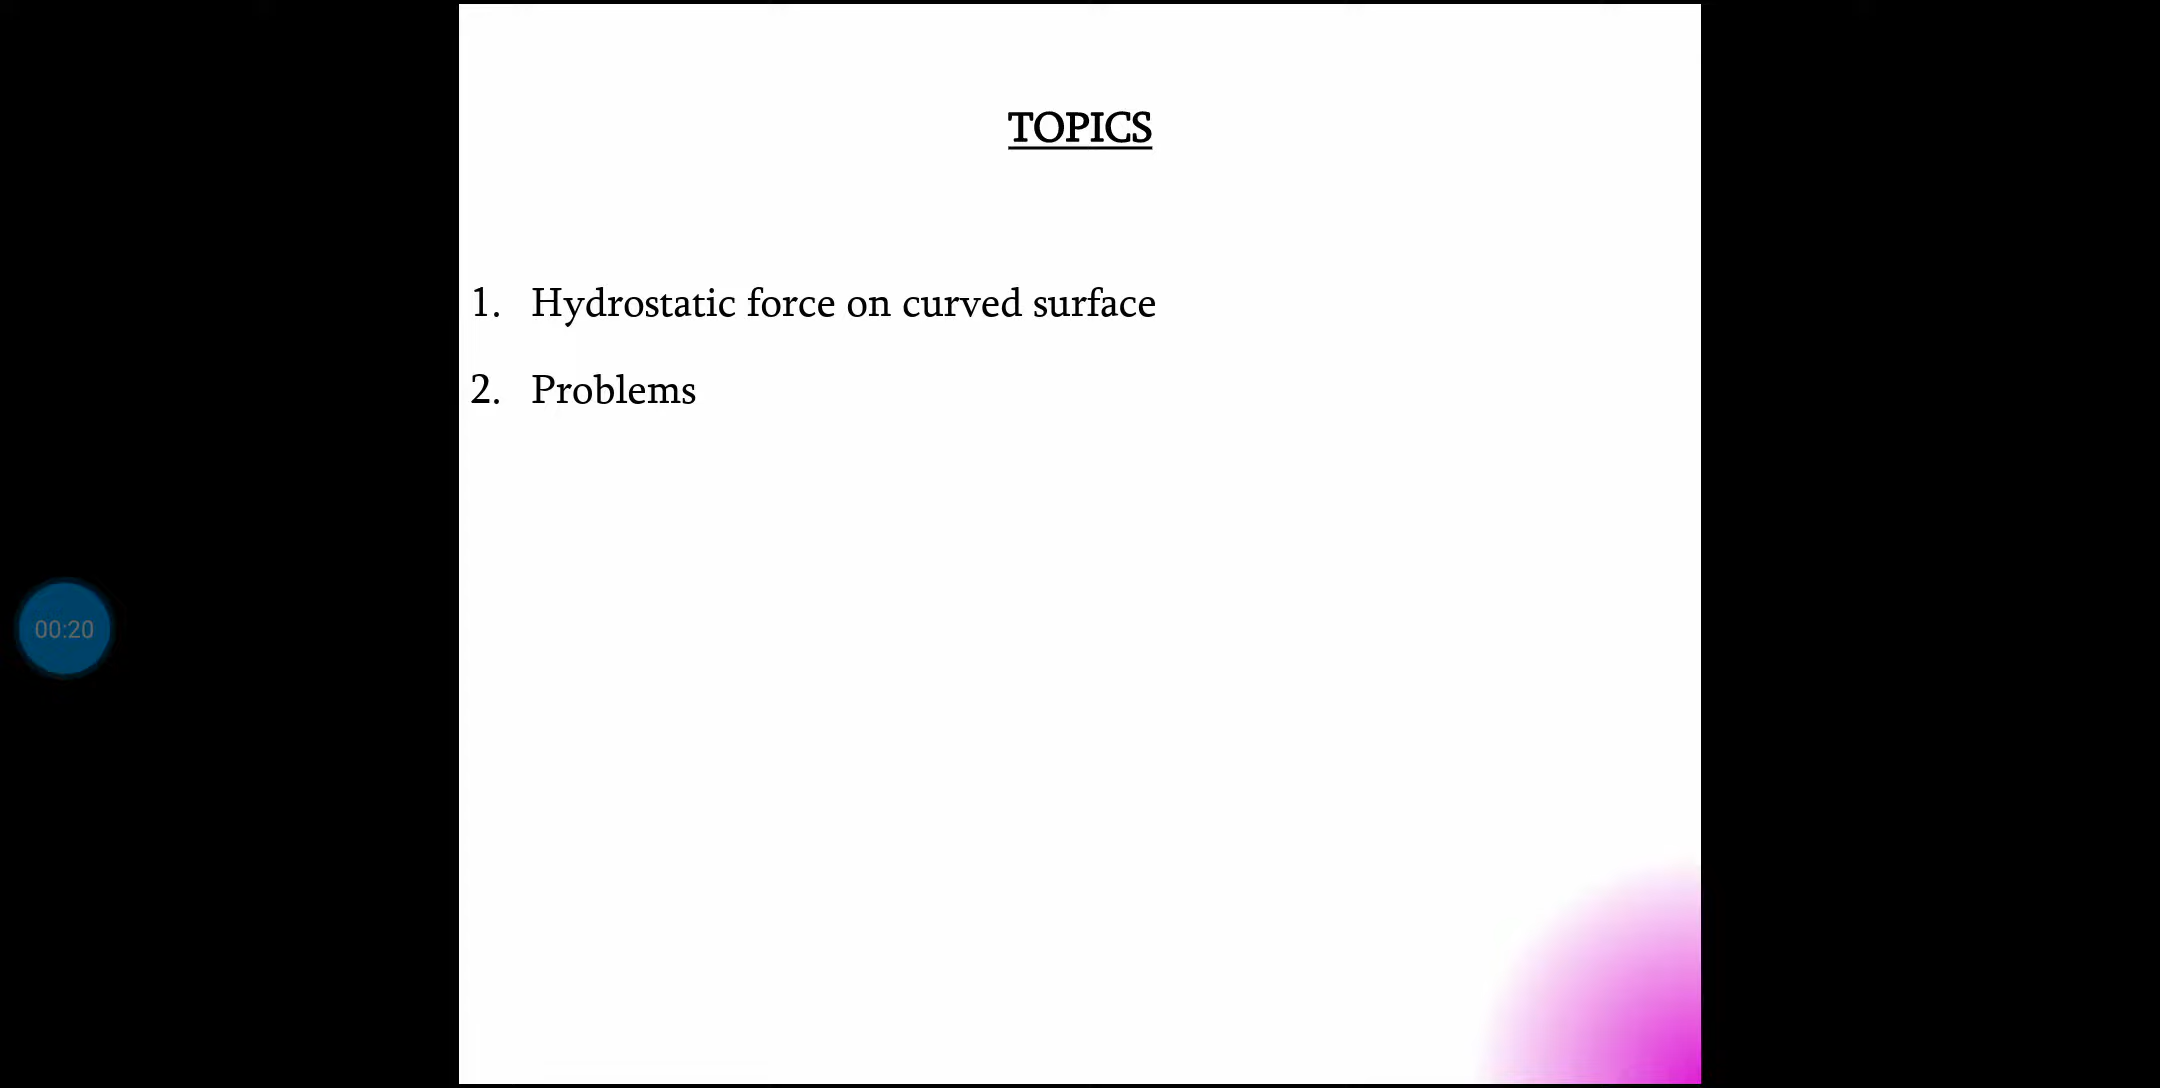 TOPICS
1. Hydrostatic force on curved surface
2. Problems
00:20